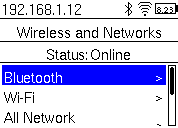 192.168.1.12 8.23
Wireless and Networks
Status: Online
Bluetooth >
Wi-Fi >
All Network >